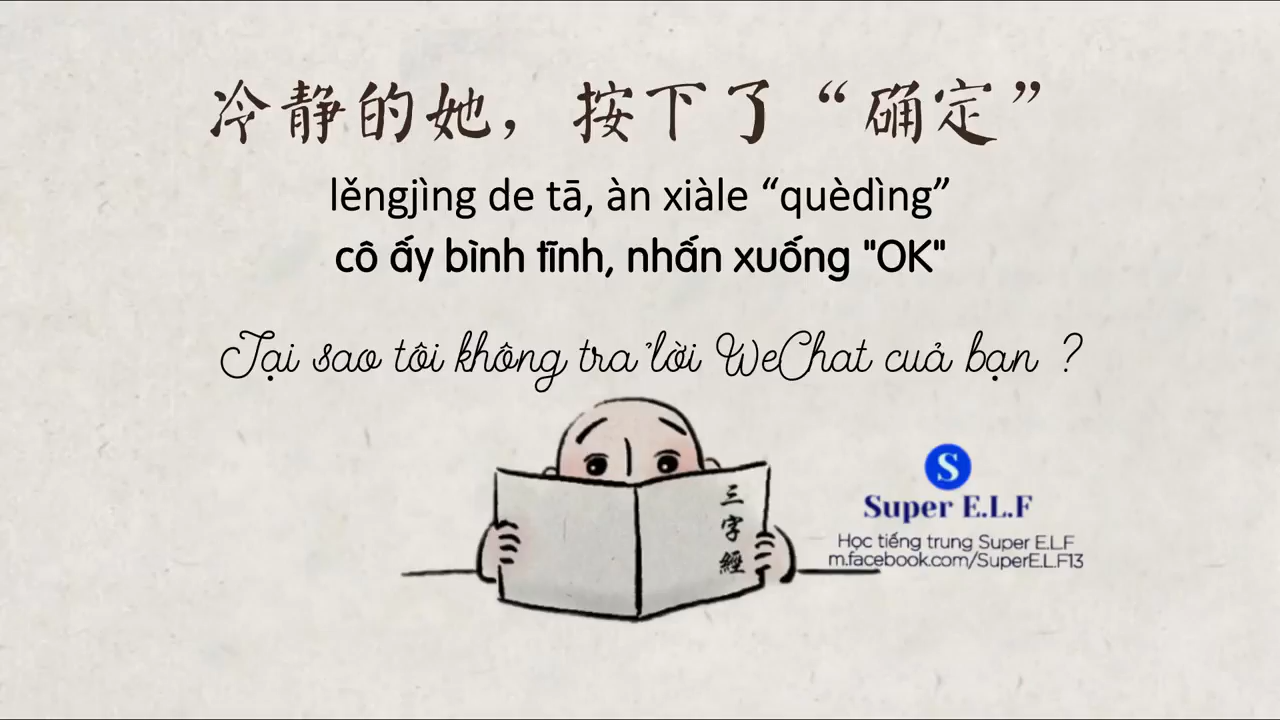 冷静的她，按下了“确定”
lěngjìng de tā, àn xiàle “quèdìng”
cô ấy bình tĩnh, nhấn xuống "OK"
Tại sao tôi không trả lời WeChat cuả bạn ?
三字經
S
Super E.L.F
Học tiếng trung Super E.L.F
m.facebook.com/SuperE.L.F13